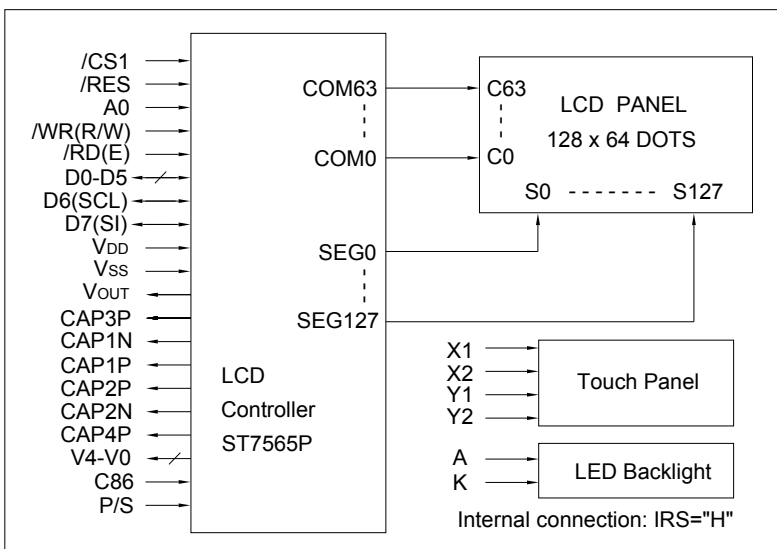 /CS1
/RES
A0
/WR(R/W)
/RD(E)
D0-D5
D6(SCL)
D7(SI)
VDD
VSS
VOUT
CAP3P
CAP1N
CAP1P
CAP2P
CAP2N
CAP4P
V4-V0
C86
P/S
COM63
COM0
SEG0
SEG127
LCD
Controller
ST7565P
C63
LCD PANEL
128 x 64 DOTS
C0
S0 ------- S127
X1
X2
Y1
Y2
Touch Panel
A
K
LED Backlight
Internal connection: IRS="H"